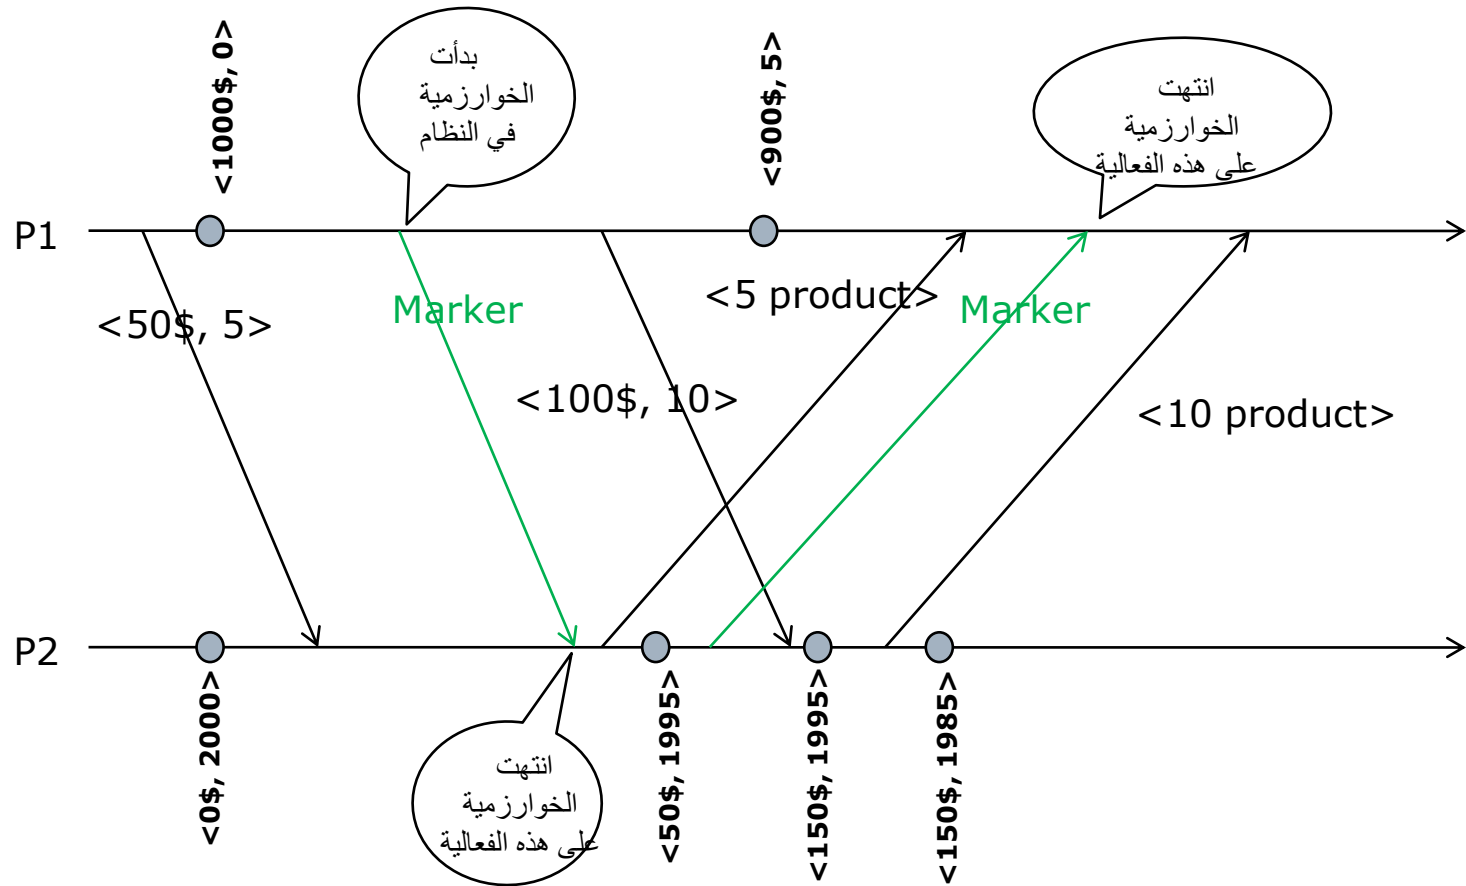 <1000$, 0>
بدأت
الخوارزمية
في النظام
<900$, 5>
انتهت
الخوارزمية
على هذه الفعالية
P1
<50$, 5>
Marker
<100$, 10>
<5 product>
Marker
<10 product>
P2
<0$, 2000>
انتهت
الخوارزمية
على هذه الفعالية
<50$, 1995>
<150$, 1995>
<150$, 1985>